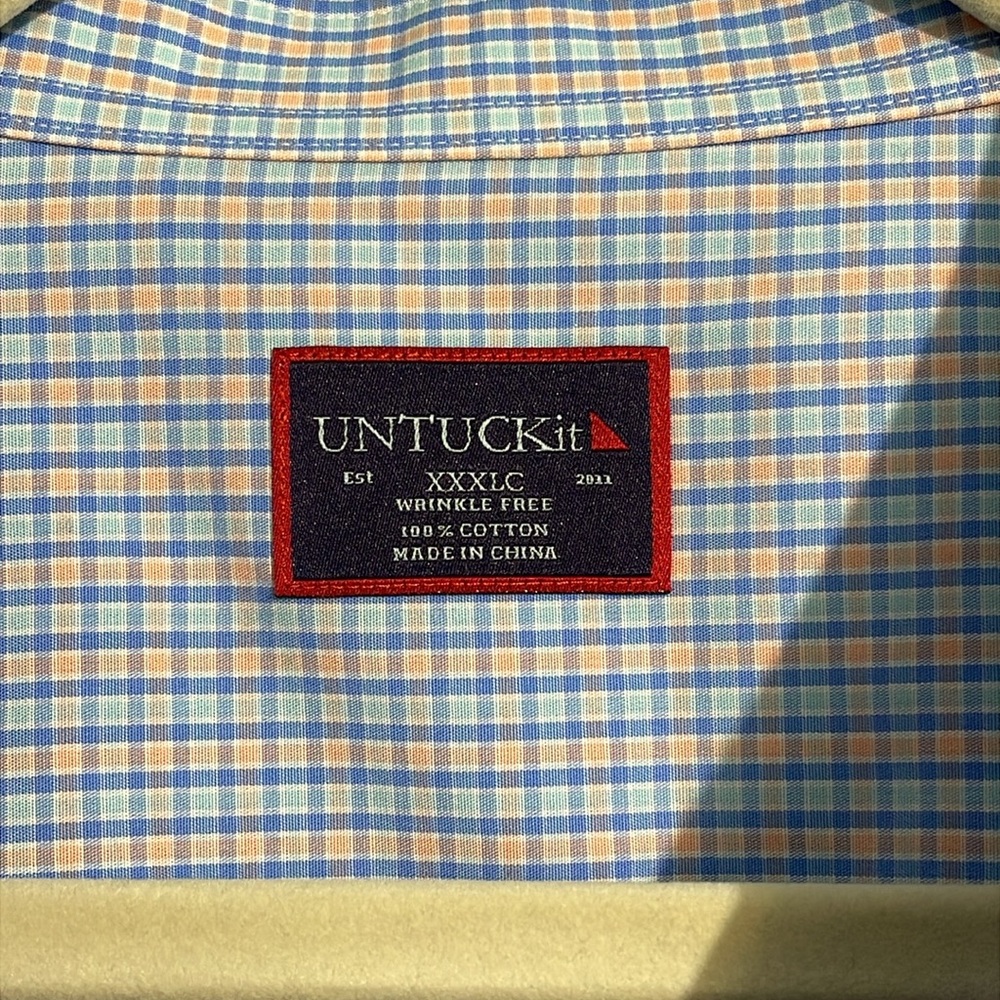 UNTUCKit
Est XXXLC 2011
WRINKLE FREE
100% COTTON
MADE IN CHINA